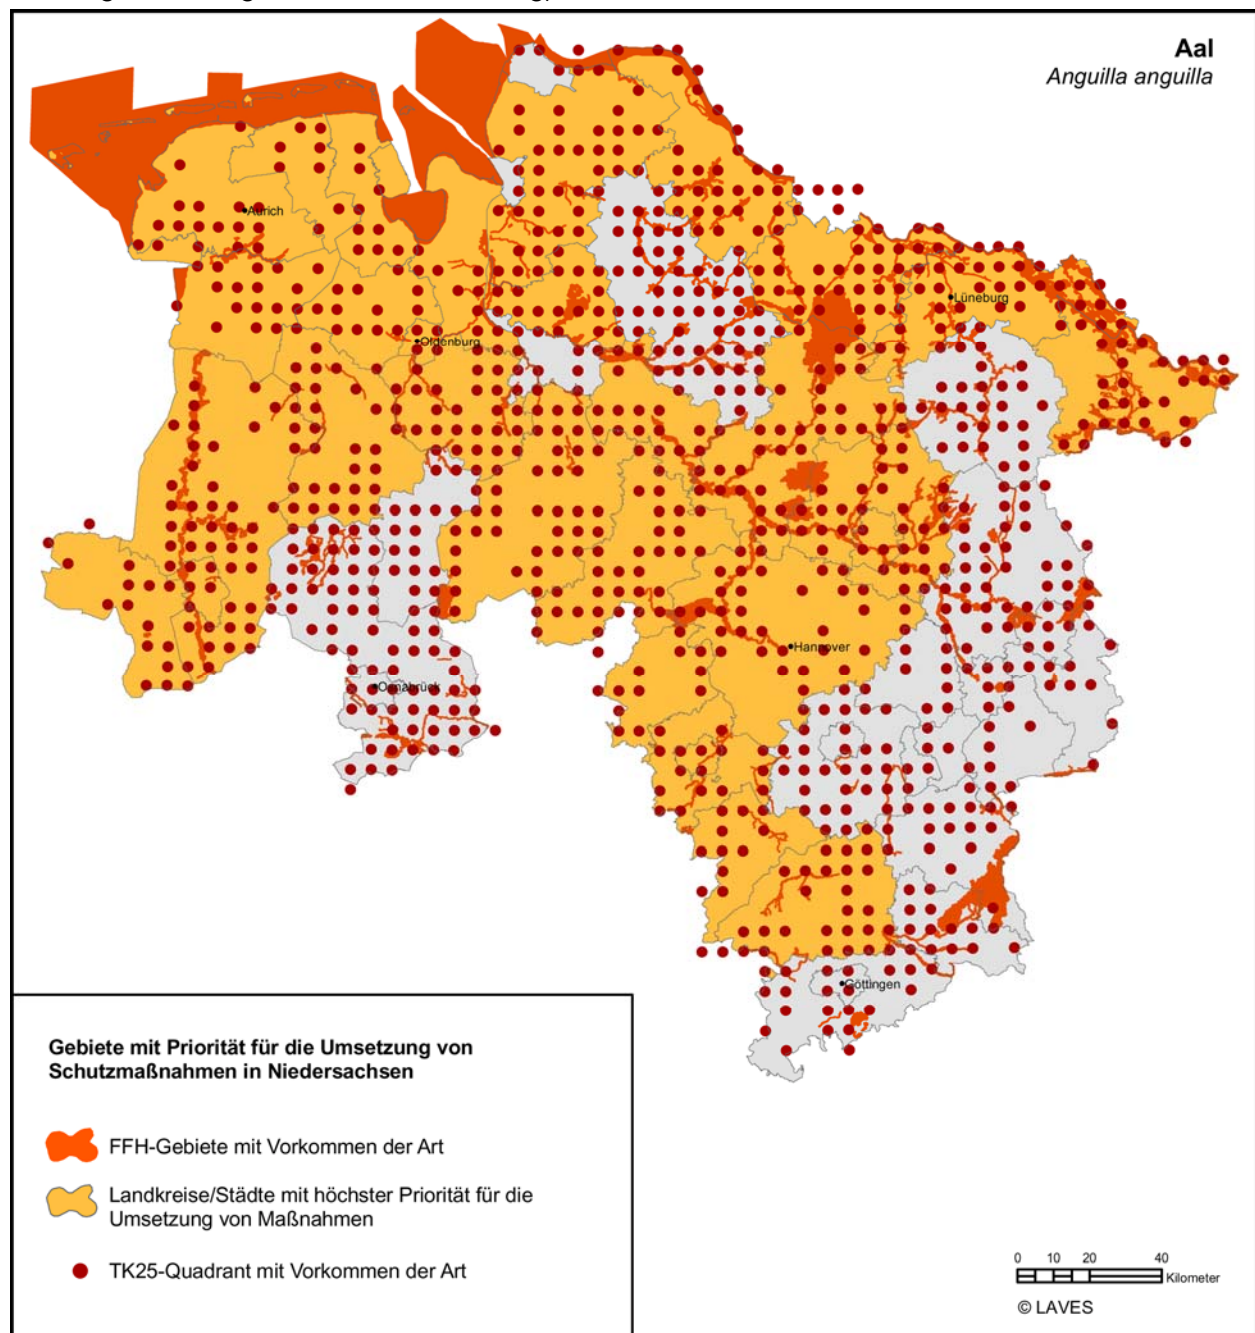 Aal
Anguilla anguilla
Aurich
Lüneburg
Oldenburg
Hannover
Osnabrück
Göttingen
Gebiete mit Priorität für die Umsetzung von
Schutzmaßnahmen in Niedersachsen
FFH-Gebiete mit Vorkommen der Art
Landkreise/Städte mit höchster Priorität für die
Umsetzung von Maßnahmen
TK25-Quadrant mit Vorkommen der Art
0 10 20 40
Kilometer
© LAVES